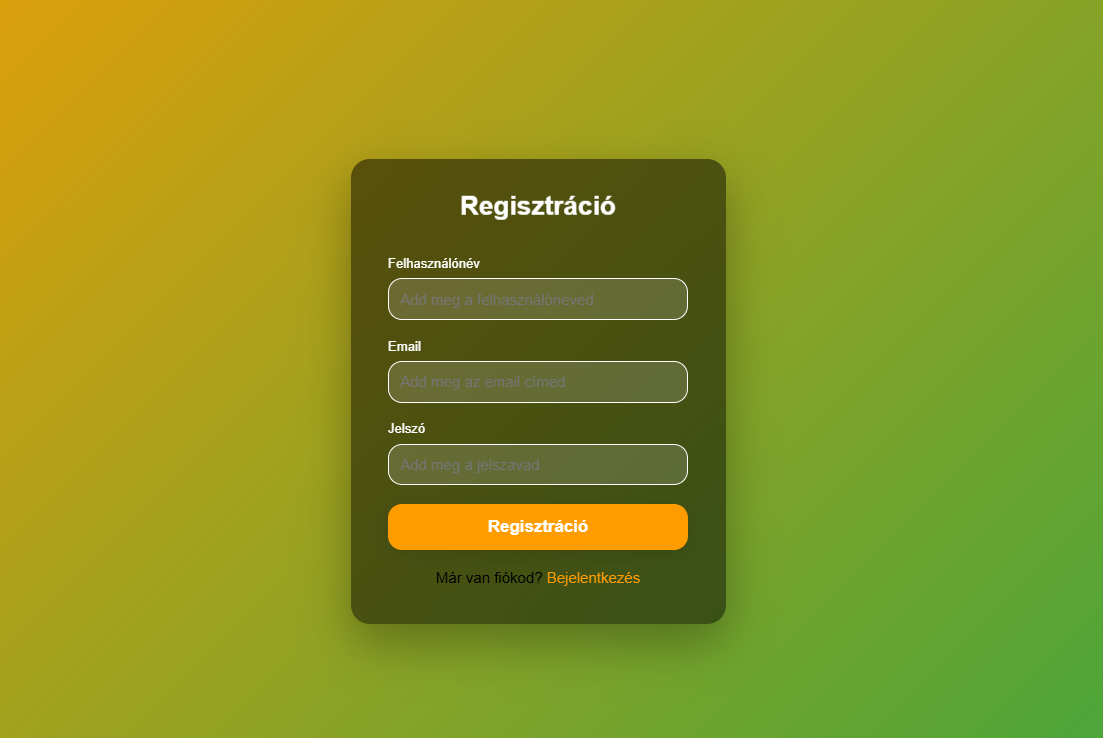 Regisztráció
Felhasználónév
Add meg a felhasználóneved
Email
Add meg az email címed
Jelszó
Add meg a jelszavad
Regisztráció
Már van fiókod? Bejelentkezés